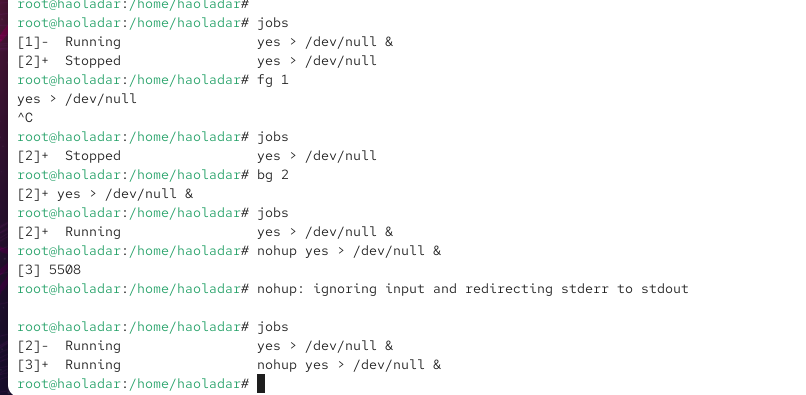 root@haoladar:/home/haoladar#
root@haoladar:/home/haoladar# jobs
[1]-  Running                 yes > /dev/null &
[2]+  Stopped                 yes > /dev/null
root@haoladar:/home/haoladar# fg 1
yes > /dev/null
^C
root@haoladar:/home/haoladar# jobs
[2]+  Stopped                 yes > /dev/null
root@haoladar:/home/haoladar# bg 2
[2]+ yes > /dev/null &
root@haoladar:/home/haoladar# jobs
[2]+  Running                 yes > /dev/null &
root@haoladar:/home/haoladar# nohup yes > /dev/null &
[3] 5508
root@haoladar:/home/haoladar# nohup: ignoring input and redirecting stderr to stdout
root@haoladar:/home/haoladar# jobs
[2]-  Running                 yes > /dev/null &
[3]+  Running                 nohup yes > /dev/null &
root@haoladar:/home/haoladar#